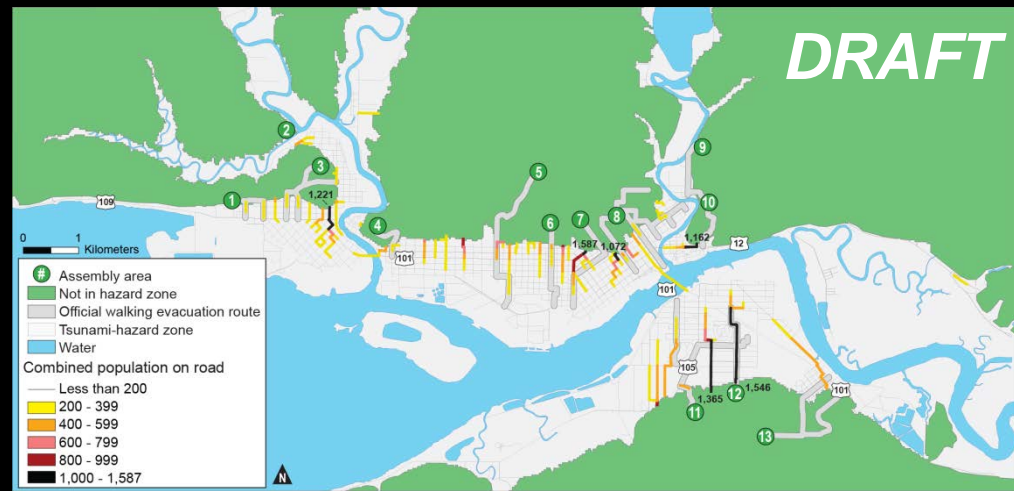 DRAFT
9
2
3
5
1
1,221
10
109
4
6
7
8
1,587
1,072
1,162
12
101
0 1
Kilometers
101
# Assembly area
Not in hazard zone
Official walking evacuation route
Tsunami-hazard zone
Water
Combined population on road
Less than 200
200 - 399
400 - 599
600 - 799
800 - 999
1,000 - 1,587
N
105
101
12
1,546
1,365
11
13